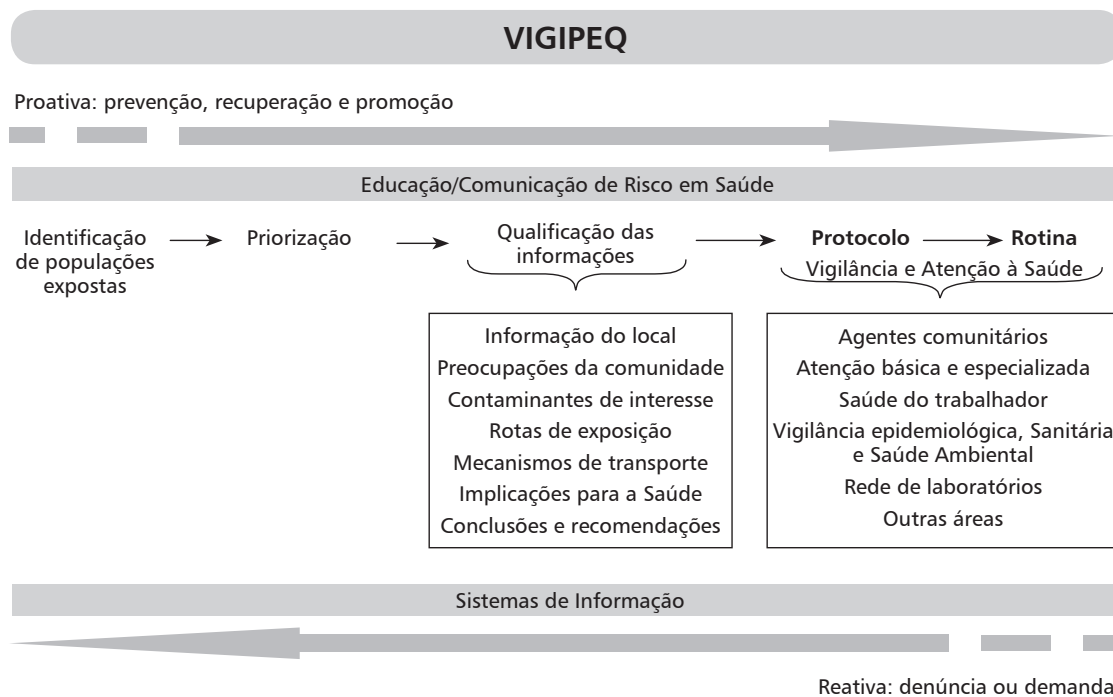 VIGIPEQ
Proativa: prevenção, recuperação e promoção
Educação/Comunicação de Risco em Saúde
Identificação
de populações
expostas
Priorização
Qualificação das
informações
Protocolo
Rotina
Vigilância e Atenção à Saúde
Informação do local
Preocupações da comunidade
Contaminantes de interesse
Rotas de exposição
Mecanismos de transporte
Implicações para a Saúde
Conclusões e recomendações
Agentes comunitários
Atenção básica e especializada
Saúde do trabalhador
Vigilância epidemiológica, Sanitária
e Saúde Ambiental
Rede de laboratórios
Outras áreas
Sistemas de Informação
Reativa: denúncia ou demanda